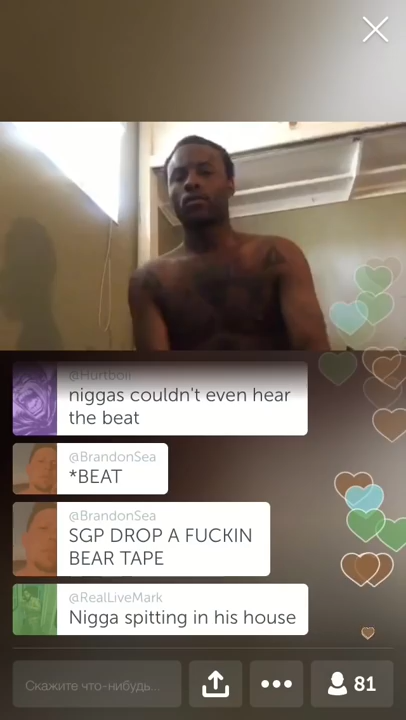 @Hurtboii
niggas couldn't even hear
the beat
@BrandonSea
*BEAT
@BrandonSea
SGP DROP A FUCKIN
BEAR TAPE
@RealLiveMark
Nigga spitting in his house
Скажите что-нибудь...
81